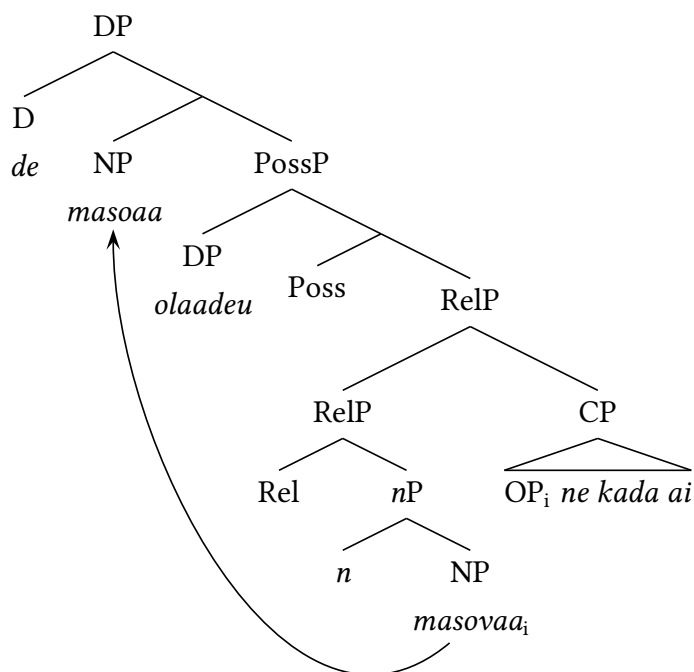 DP
D
de
NP
PossP
masoaa
DP
Poss
olaadeu
RelP
RelP
CP
Rel
nP
OPi ne kada ai
n
NP
masovaai